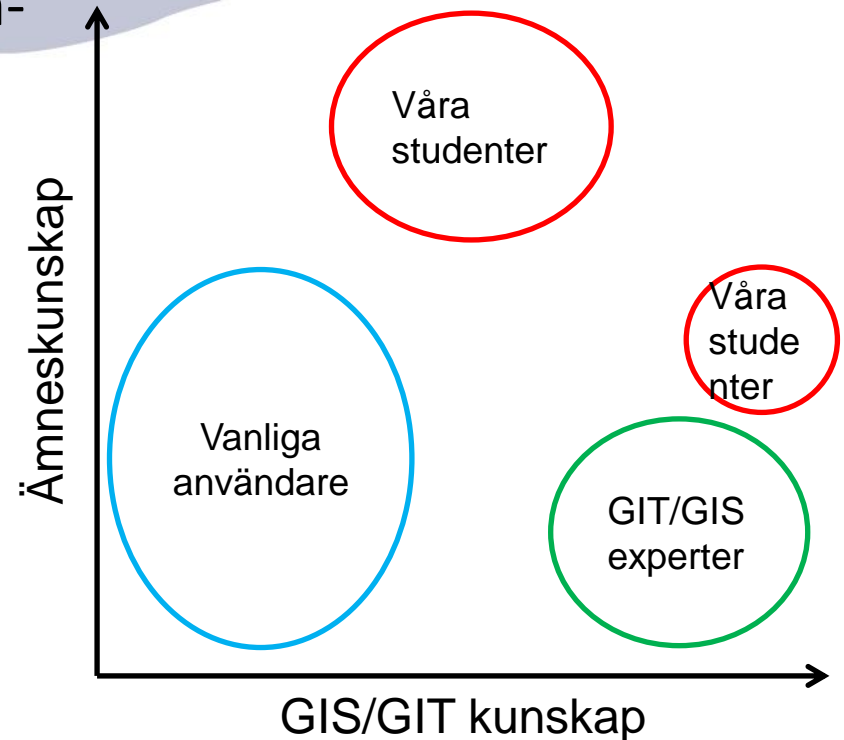 Våra
studenter
Ämneskunskap
Våra
stude
nter
Vanliga
användare
GIT/GIS
experter
GIS/GIT kunskap